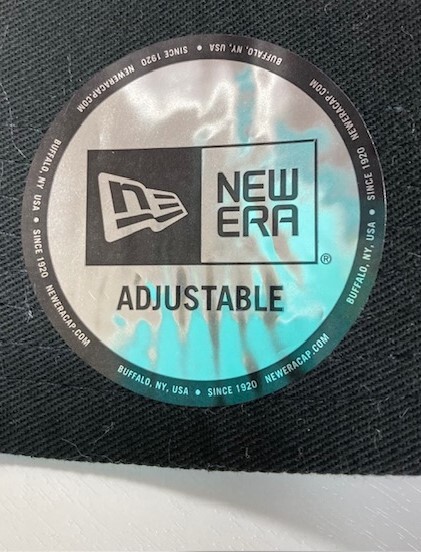 NEW
ERA
®
ADJUSTABLE
BUFFALO, NY, USA • SINCE 1920 NEWERACAP.COM BUFFALO, NY, USA • SINCE 1920 NEWERACAP.COM BUFFALO, NY, USA • SINCE 1920 NEWERACAP.COM BUFFALO, NY, USA • SINCE 1920 NEWERACAP.COM